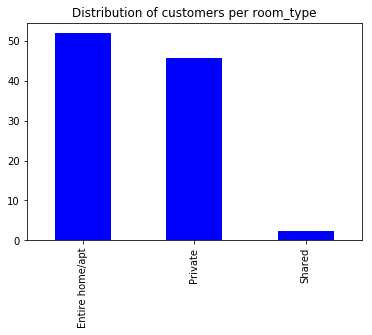 Distribution of customers per room_type
50
40
30
20
10
0
Entire home/apt
Private
Shared